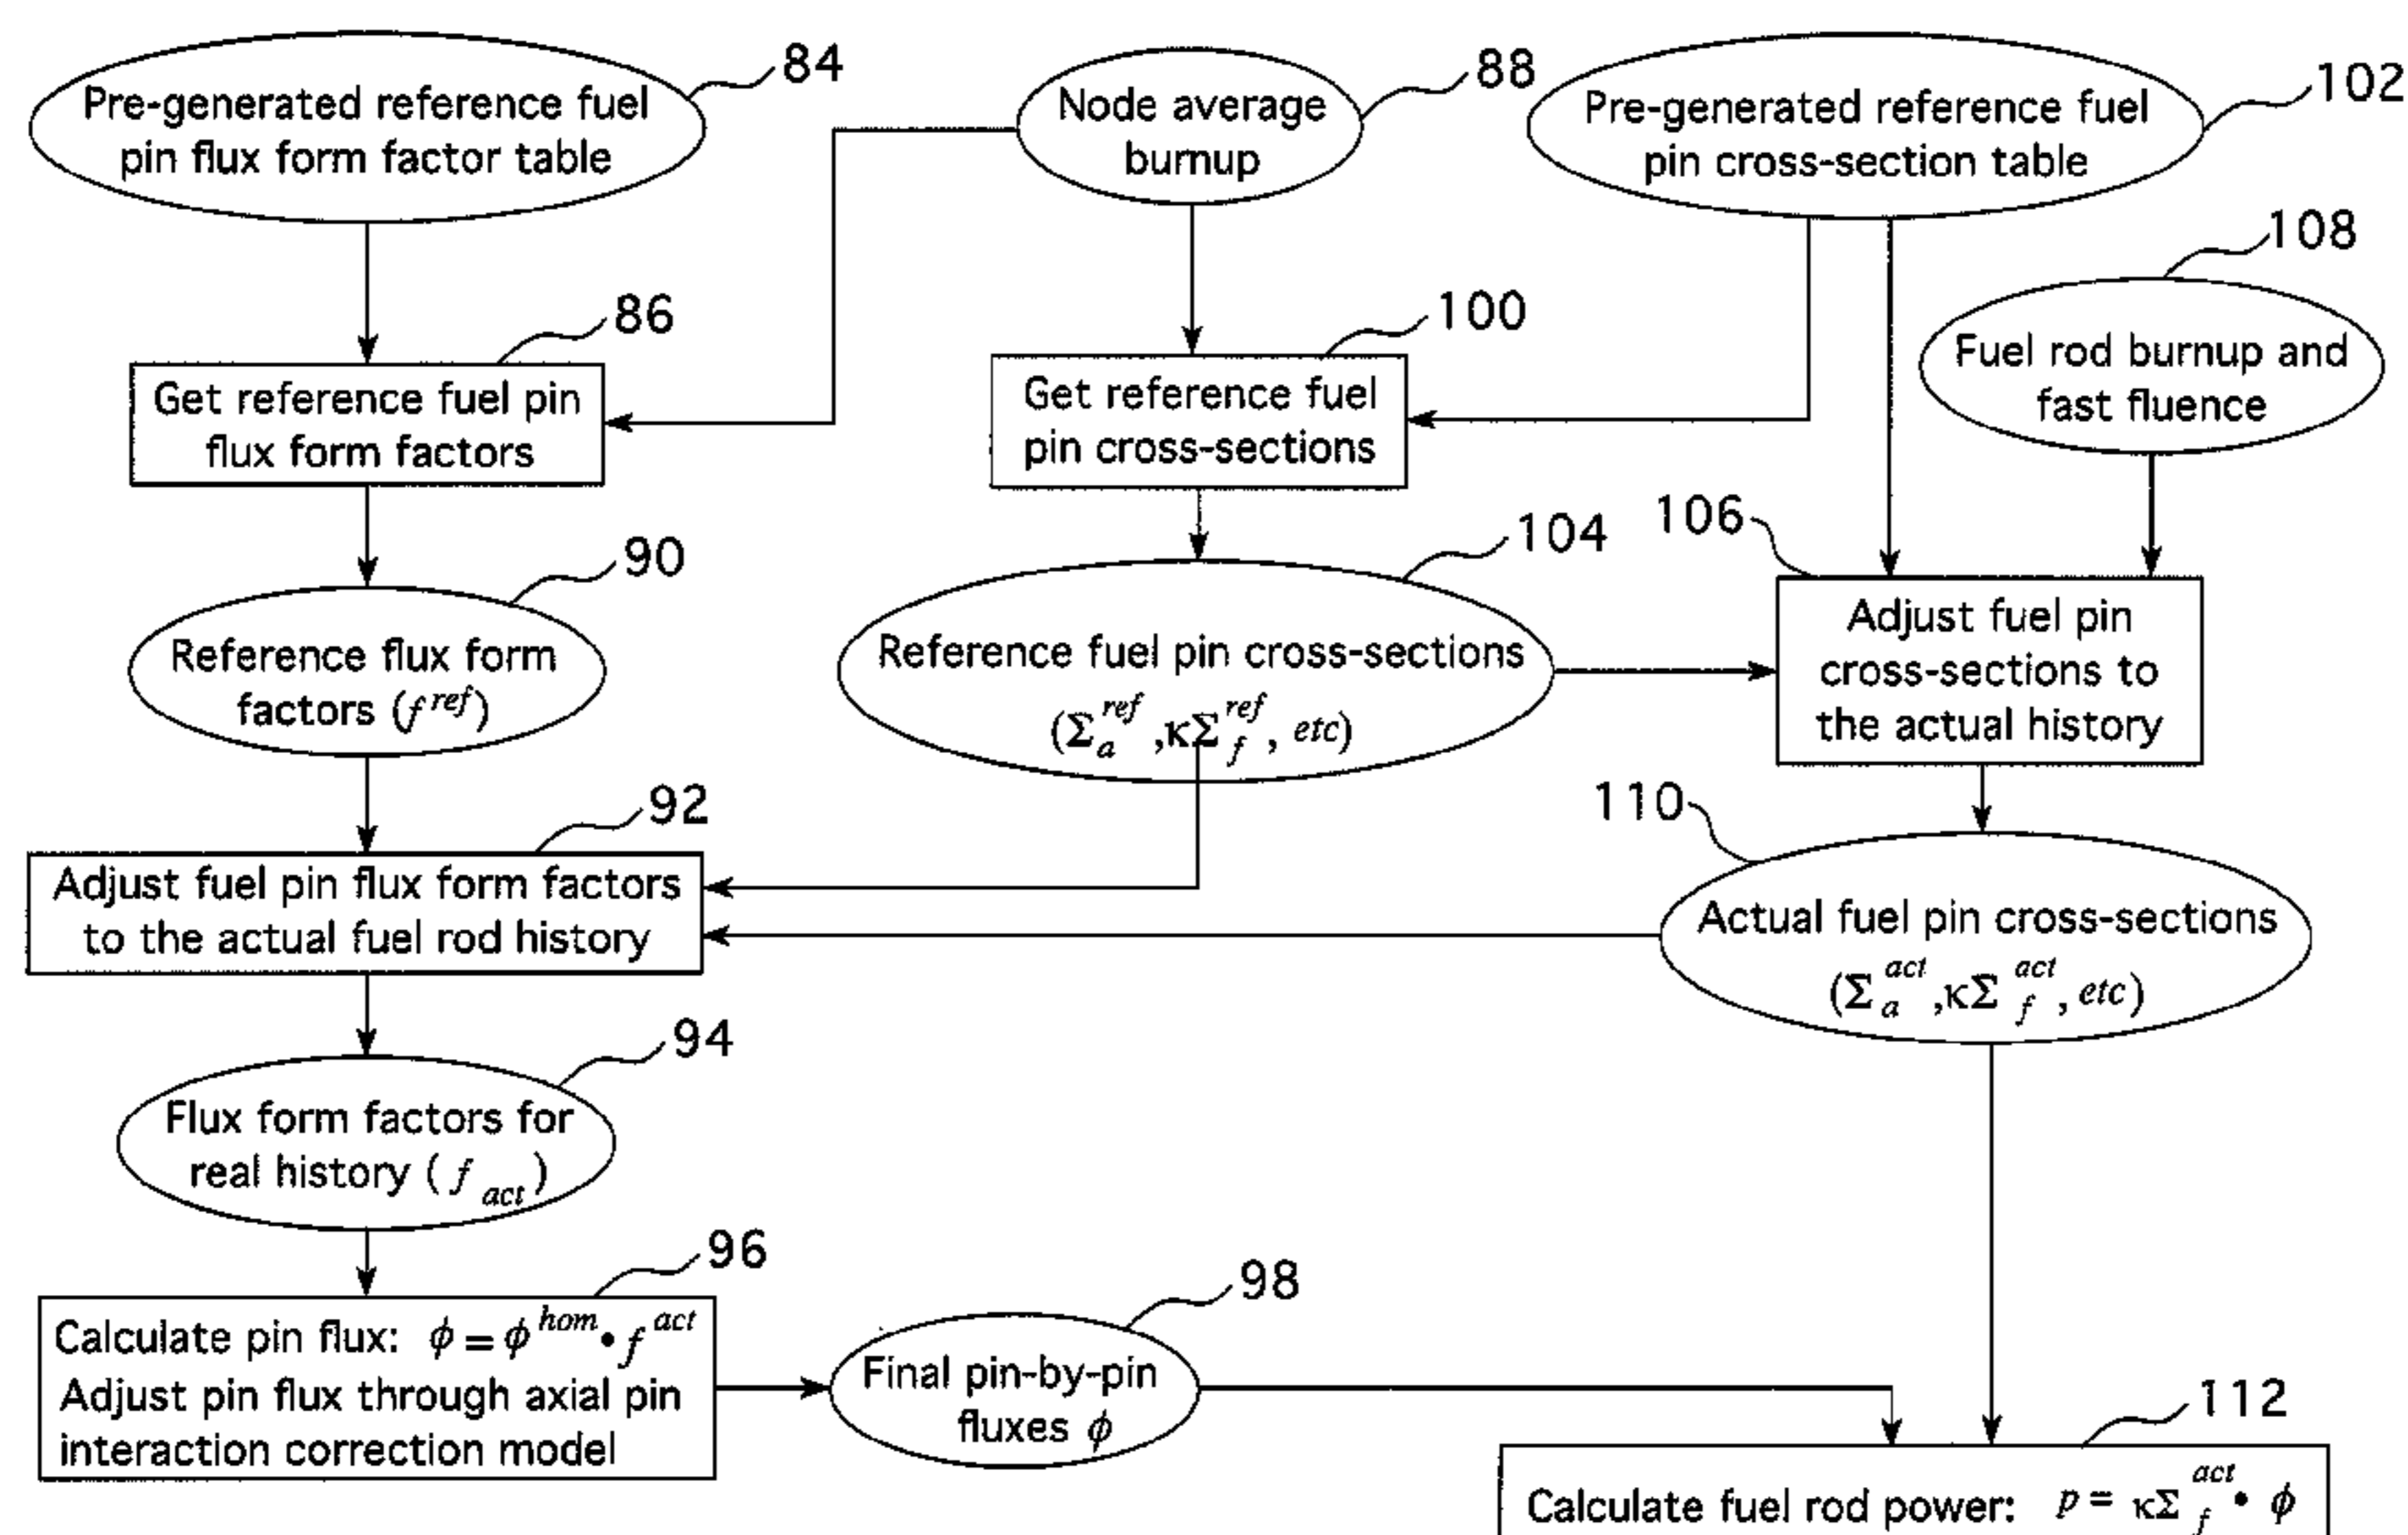 84
Pre-generated reference fuel
pin flux form factor table
88
Node average
burnup
102
Pre-generated reference fuel
pin cross-section table
108
Fuel rod burnup and
fast fluence
86
Get reference fuel pin
flux form factors
100
Get reference fuel
pin cross-sections
90
Reference flux form
factors (f^ref)
104
Reference fuel pin cross-sections
(Σ_a^ref ,κΣ_f^ref, etc)
106
Adjust fuel pin
cross-sections to
the actual history
92
Adjust fuel pin flux form factors
to the actual fuel rod history
110
Actual fuel pin cross-sections
(Σ_a^act ,κΣ_f^act, etc)
94
Flux form factors for
real history (f_act)
96
Calculate pin flux: ϕ = ϕ^hom • f^act
Adjust pin flux through axial pin
interaction correction model
98
Final pin-by-pin
fluxes ϕ
112
Calculate fuel rod power: p = κΣ_f^act • ϕ